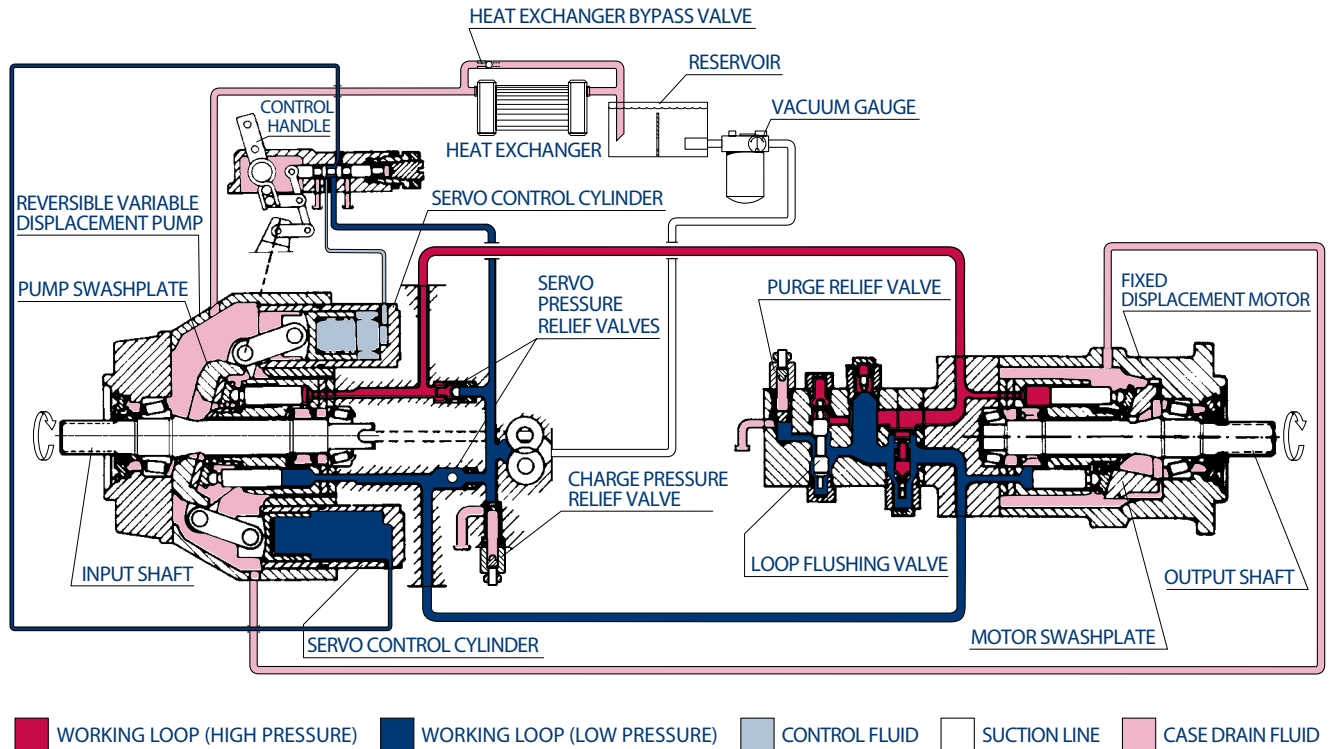 HEAT EXCHANGER BYPASS VALVE
RESERVOIR
VACUUM GAUGE
CONTROL
HANDLE
HEAT EXCHANGER
REVERSIBLE VARIABLE
DISPLACEMENT PUMP
SERVO CONTROL CYLINDER
PUMP SWASHPLATE
SERVO
PRESSURE
RELIEF VALVES
PURGE RELIEF VALVE
FIXED
DISPLACEMENT MOTOR
CHARGE PRESSURE
RELIEF VALVE
INPUT SHAFT
LOOP FLUSHING VALVE
OUTPUT SHAFT
SERVO CONTROL CYLINDER
MOTOR SWASHPLATE
WORKING LOOP (HIGH PRESSURE)
WORKING LOOP (LOW PRESSURE)
CONTROL FLUID
SUCTION LINE
CASE DRAIN FLUID